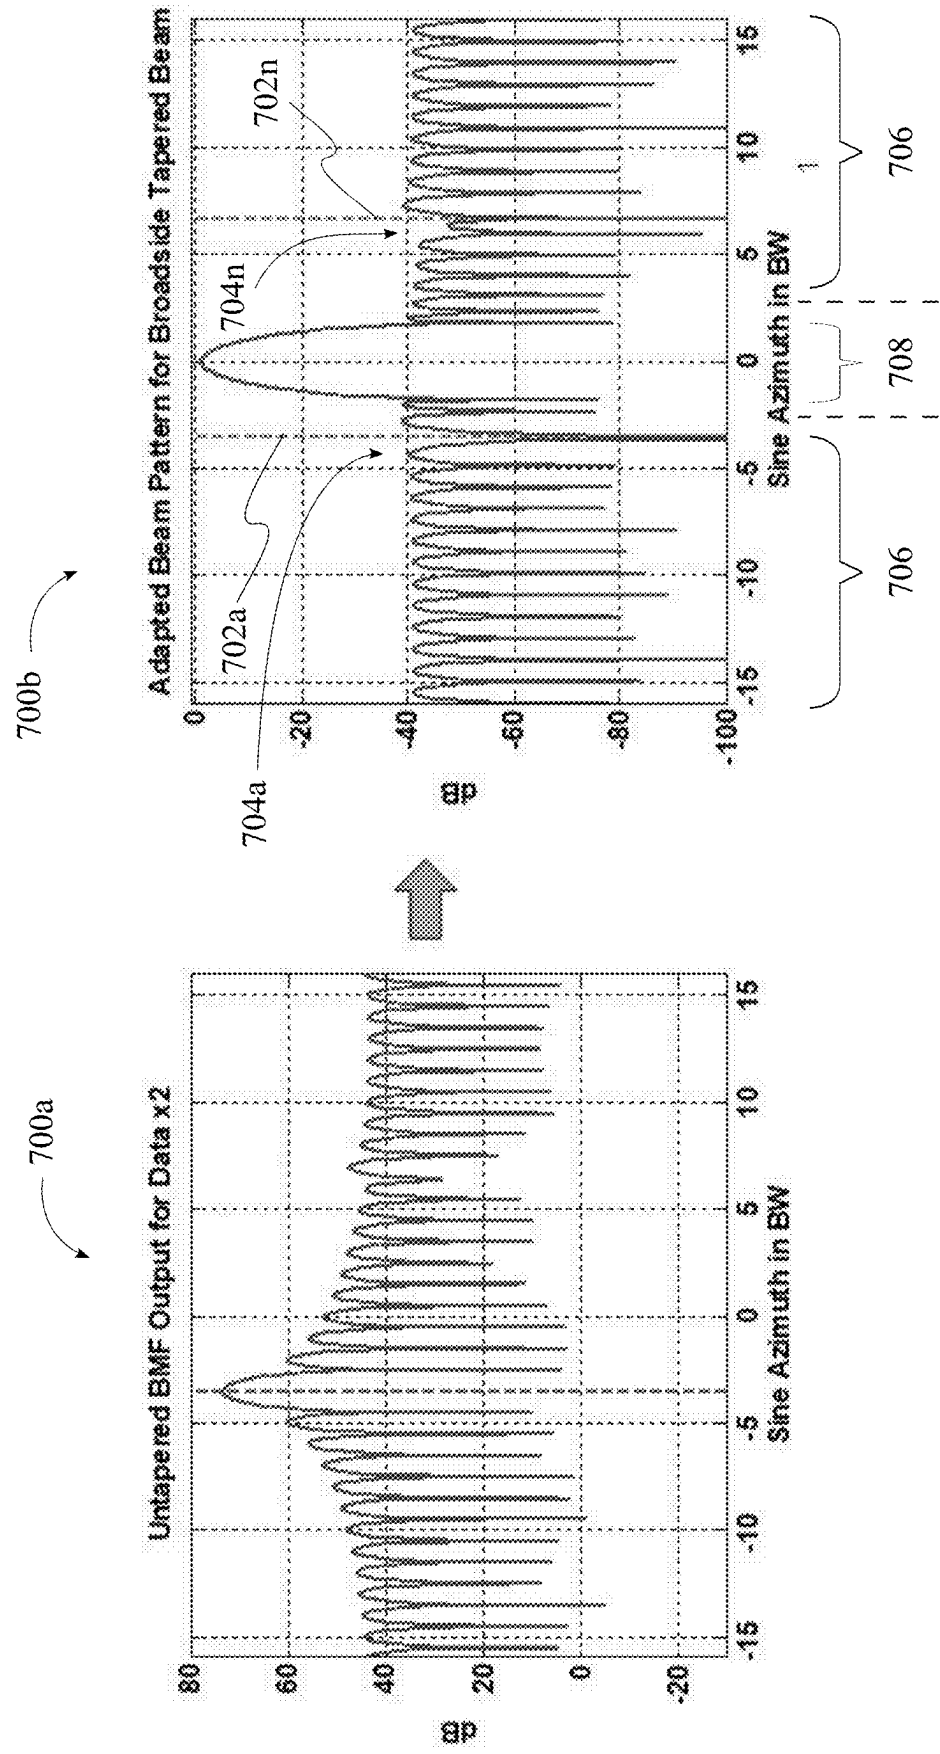 700a
Untapered BMF Output for Data x2
80
60
40
20
0
-20
dB
-15
-10
-5
0
5
10
15
Sine Azimuth in BW
700b
Adapted Beam Pattern for Broadside Tapered Beam
0
-20
-40
-60
-80
-100
dB
702a
704a
704n
702n
-15
-10
-5
0
5
10
15
Sine Azimuth in BW
1
706
708
706